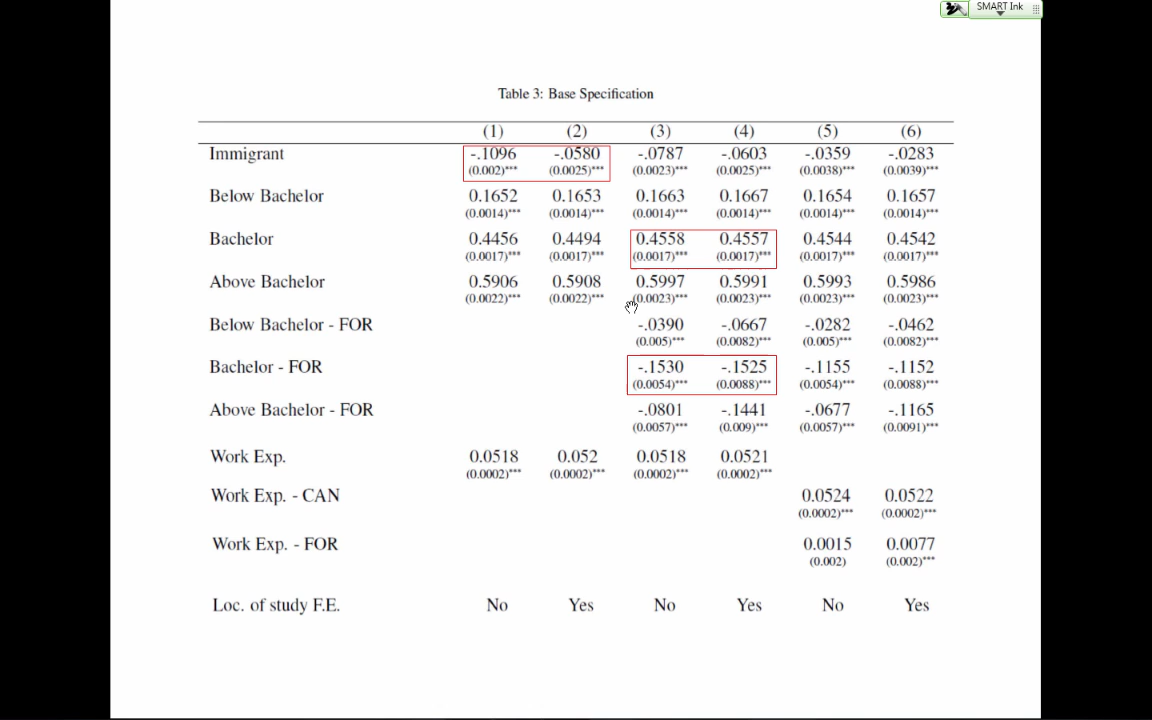 SMART Ink
Table 3: Base Specification
(1) (2) (3) (4) (5) (6)
Immigrant -.1096 -.0580 -.0787 -.0603 -.0359 -.0283
(0.002)*** (0.0025)*** (0.0023)*** (0.0025)*** (0.0038)*** (0.0039)***
Below Bachelor 0.1652 0.1653 0.1663 0.1667 0.1654 0.1657
(0.0014)*** (0.0014)*** (0.0014)*** (0.0014)*** (0.0014)*** (0.0014)***
Bachelor 0.4456 0.4494 0.4558 0.4557 0.4544 0.4542
(0.0017)*** (0.0017)*** (0.0017)*** (0.0017)*** (0.0017)*** (0.0017)***
Above Bachelor 0.5906 0.5908 0.5997 0.5991 0.5993 0.5986
(0.0022)*** (0.0022)*** (0.0023)*** (0.0023)*** (0.0023)*** (0.0023)***
Below Bachelor - FOR -.0390 -.0667 -.0282 -.0462
(0.005)*** (0.0082)*** (0.005)*** (0.0082)***
Bachelor - FOR -.1530 -.1525 -.1155 -.1152
(0.0054)*** (0.0088)*** (0.0054)*** (0.0088)***
Above Bachelor - FOR -.0801 -.1441 -.0677 -.1165
(0.0057)*** (0.009)*** (0.0057)*** (0.0091)***
Work Exp. 0.0518 0.052 0.0518 0.0521
(0.0002)*** (0.0002)*** (0.0002)*** (0.0002)***
Work Exp. - CAN 0.0524 0.0522
(0.0002)*** (0.0002)***
Work Exp. - FOR 0.0015 0.0077
(0.002) (0.002)***
Loc. of study F.E. No Yes No Yes No Yes